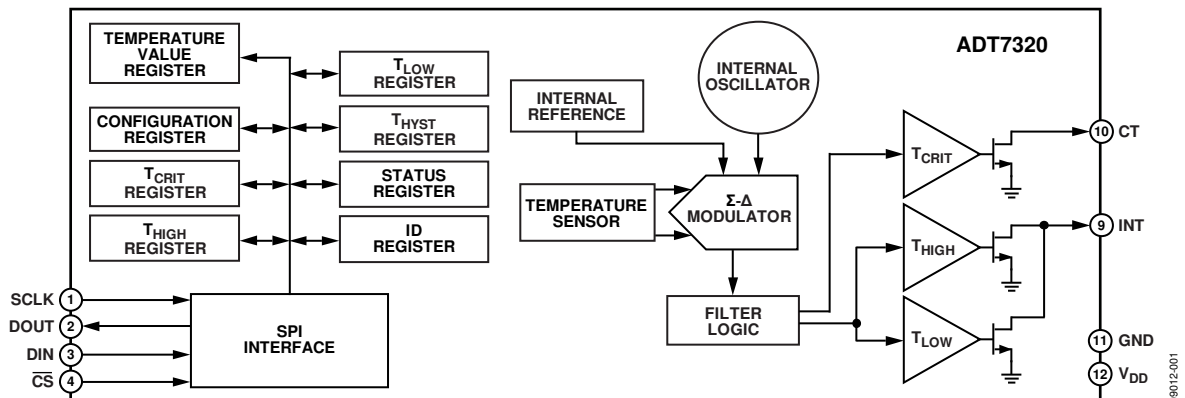 ADT7320
TEMPERATURE
VALUE
REGISTER
TLOW
REGISTER
CONFIGURATION
REGISTER
THYST
REGISTER
TCRIT
REGISTER
STATUS
REGISTER
THIGH
REGISTER
ID
REGISTER
INTERNAL
OSCILLATOR
INTERNAL
REFERENCE
TEMPERATURE
SENSOR
Σ-Δ
MODULATOR
FILTER
LOGIC
TCRIT
THIGH
TLOW
10 CT
9 INT
11 GND
12 VDD
SCLK 1
DOUT 2
DIN 3
C̅S̅ 4
SPI
INTERFACE
9012-001